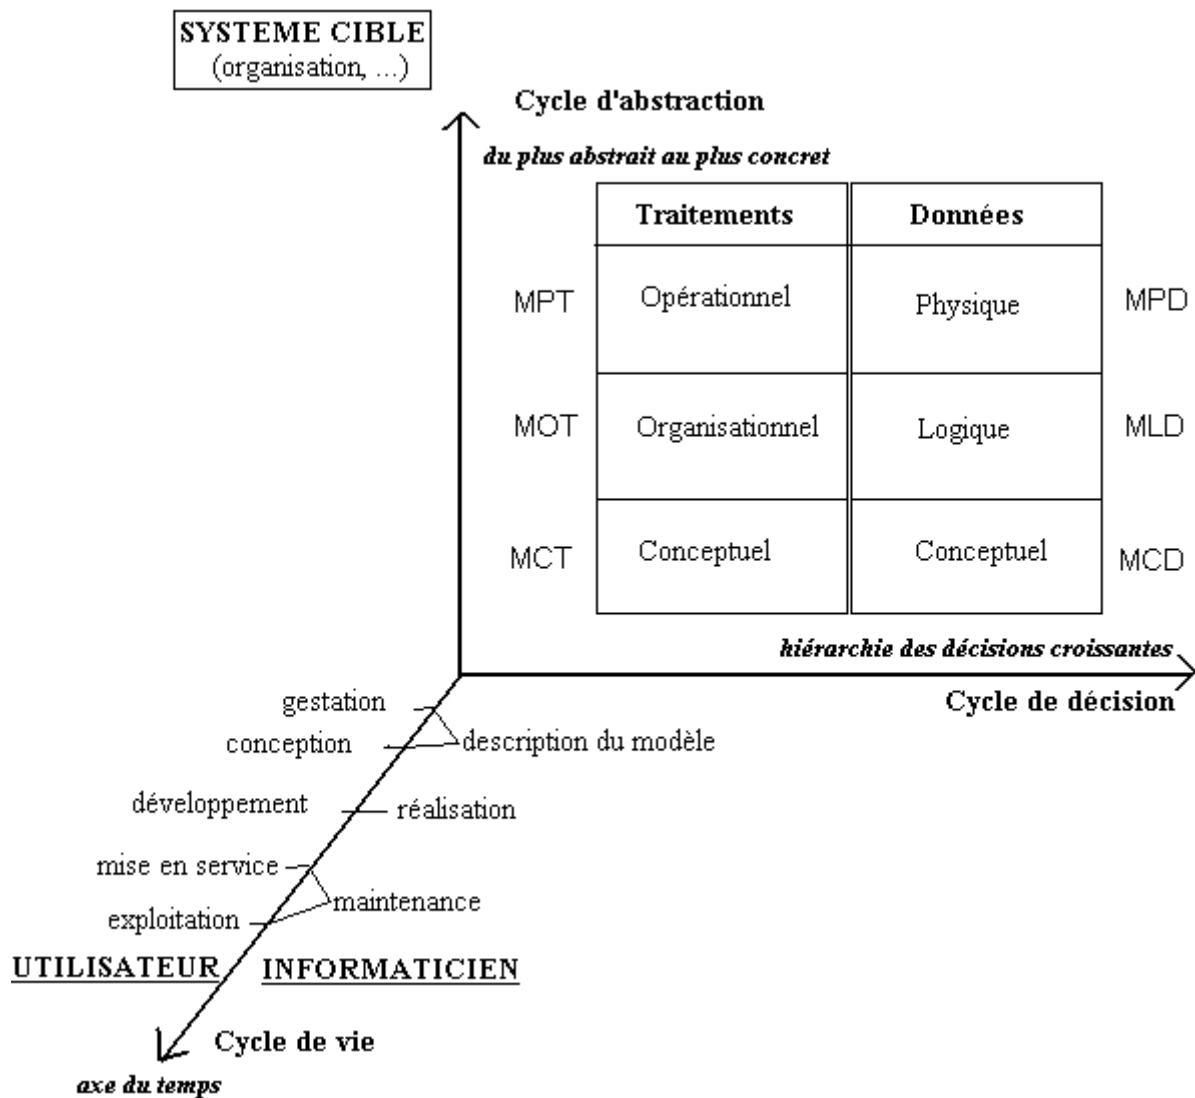 SYSTEME CIBLE
(organisation, ...)
Cycle d'abstraction
du plus abstrait au plus concret
Traitements Données
MPT Opérationnel Physique MPD
MOT Organisationnel Logique MLD
MCT Conceptuel Conceptuel MCD
hiérarchie des décisions croissantes
Cycle de décision
gestation
conception description du modèle
développement réalisation
mise en service
maintenance
exploitation
UTILISATEUR INFORMATICIEN
Cycle de vie
axe du temps